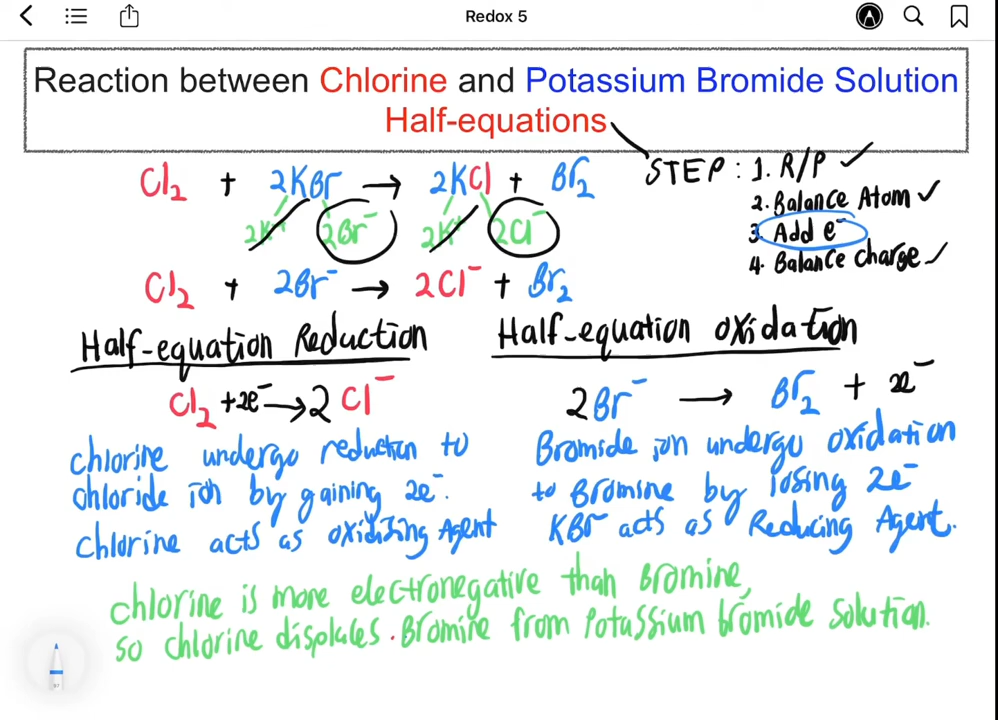 Redox 5
Reaction between Chlorine and Potassium Bromide Solution
Half-equations
STEP : 1. R/P ✓
2. Balance Atom ✓
3. Add e⁻
4. Balance charge ✓
Cl₂ + 2KBr → 2KCl + Br₂
2K⁺ 2Br⁻ 2K⁺ 2Cl⁻
Cl₂ + 2Br⁻ → 2Cl⁻ + Br₂
Half-equation Reduction
Cl₂ +2e⁻ → 2 Cl⁻
chlorine undergo reduction to
chloride ion by gaining 2e⁻.
chlorine acts as oxidizing Agent
Half-equation oxidation
2Br⁻ → Br₂ + 2e⁻
Bromide ion undergo oxidation
to Bromine by losing 2e⁻
KBr acts as Reducing Agent.
chlorine is more electronegative than Bromine,
so chlorine displaces Bromine from Potassium bromide solution.